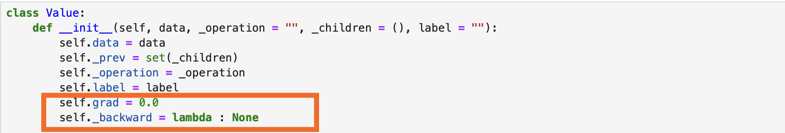 class Value:
    def __init__(self, data, _operation = "", _children = (), label = ""):
        self.data = data
        self._prev = set(_children)
        self._operation = _operation
        self.label = label
        self.grad = 0.0
        self._backward = lambda : None